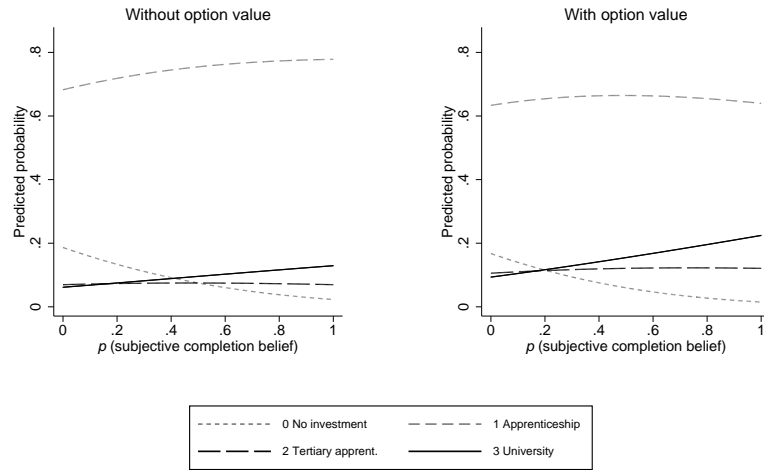 Without option value
With option value
Predicted probability
.8
.6
.4
.2
0
0 .2 .4 .6 .8 1
p (subjective completion belief)
Predicted probability
.8
.6
.4
.2
0
0 .2 .4 .6 .8 1
p (subjective completion belief)
0 No investment
1 Apprenticeship
2 Tertiary apprent.
3 University